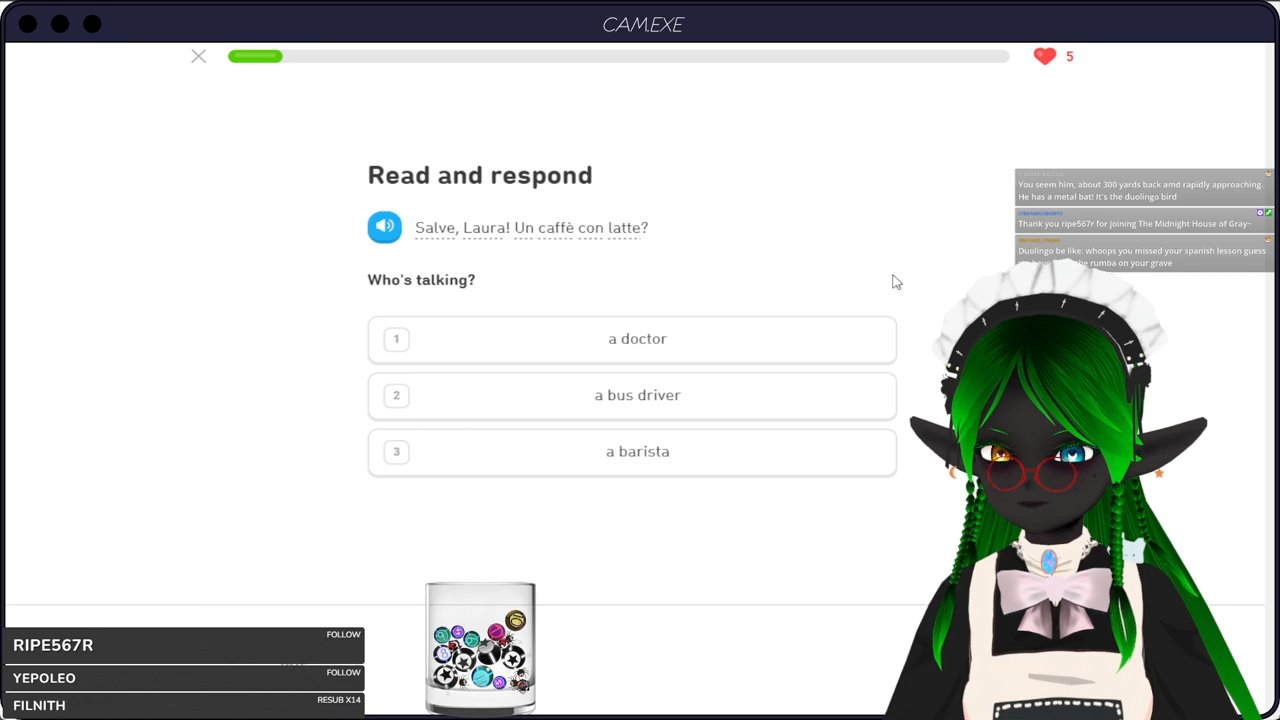 CAM.EXE
5
Read and respond
Salve, Laura! Un caffè con latte?
Who's talking?
1 a doctor
2 a bus driver
3 a barista
You seem him, about 300 yards back amd rapidly approaching.
He has a metal bat! It's the duolingo bird
Thank you ripe567r for joining The Midnight House of Gray~
Duolingo be like: whoops you missed your spanish lesson guess
the rumba on your grave
RIPE567R FOLLOW
YEPOLEO FOLLOW
FILNITH RESUB X14